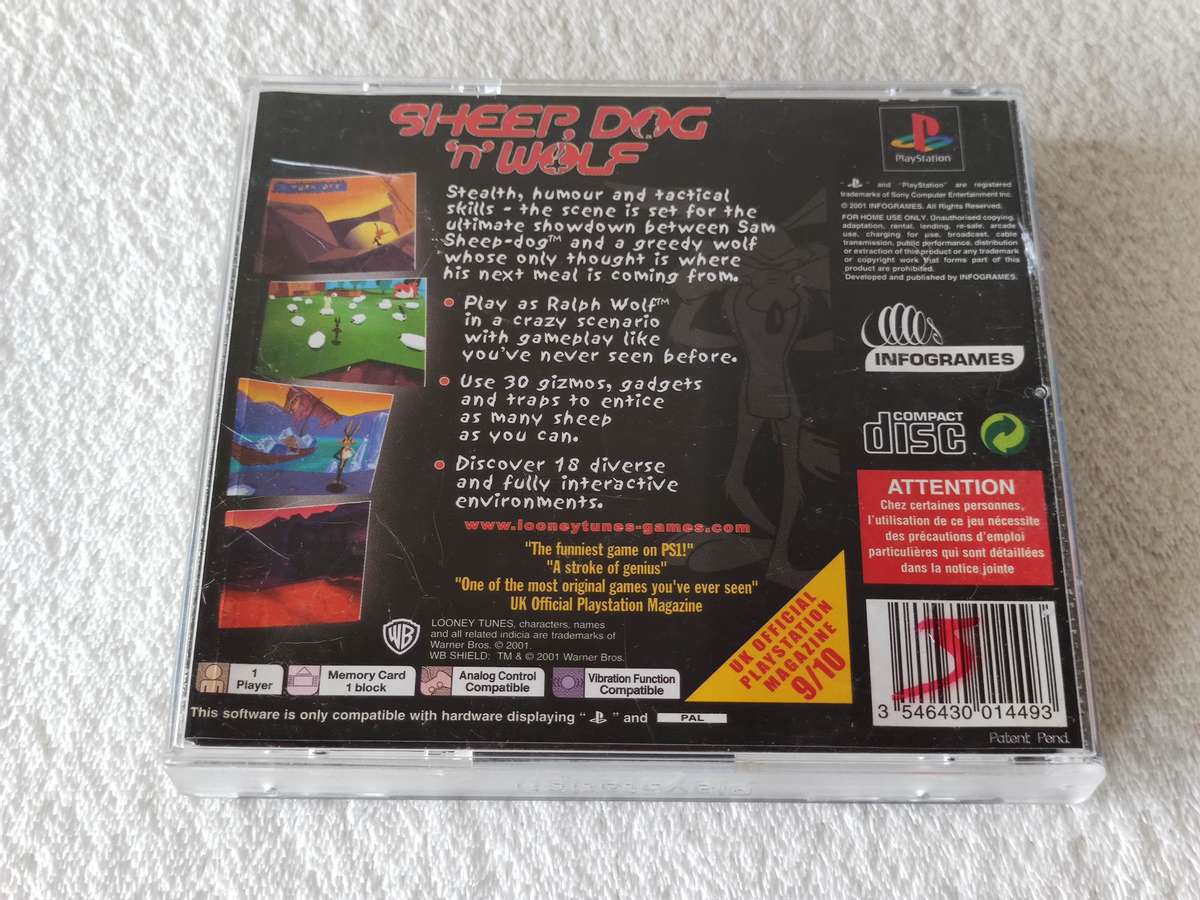 SHEEP, DOG
'n' WOLF
Stealth, humour and tactical
skills - the scene is set for the
ultimate showdown between Sam
Sheep-dog™ and a greedy wolf
whose only thought is where
his next meal is coming from.
Play as Ralph Wolf™
in a crazy scenario
with gameplay like
you've never seen before.
Use 30 gizmos, gadgets
and traps to entice
as many sheep
as you can.
Discover 18 diverse
and fully interactive
environments.
www.looneytunes-games.com
"The funniest game on PS1!"
"A stroke of genius"
"One of the most original games you've ever seen"
UK Official Playstation Magazine
WB
LOONEY TUNES, characters, names
and all related indicia are trademarks of
Warner Bros. © 2001.
WB SHIELD: TM & © 2001 Warner Bros.
1
Player
Memory Card
1 block
Analog Control
Compatible
Vibration Function
Compatible
This software is only compatible with hardware displaying " " and PAL
UK OFFICIAL
PLAYSTATION
MAGAZINE
9/10
PlayStation
" " and "PlayStation" are registered
trademarks of Sony Computer Entertainment Inc.
© 2001 INFOGRAMES. All Rights Reserved.
FOR HOME USE ONLY. Unauthorised copying,
adaptation, rental, lending, re-sale, arcade
use, charging for use, broadcast, cable
transmission, public performance, distribution
or extraction of this product or any trademark
or copyright work that forms part of this
product are prohibited.
Developed and published by INFOGRAMES.
INFOGRAMES
COMPACT
disc
ATTENTION
Chez certaines personnes,
l'utilisation de ce jeu nécessite
des précautions d'emploi
particulières qui sont détaillées
dans la notice jointe
3 546430 014493
Patent Pend.